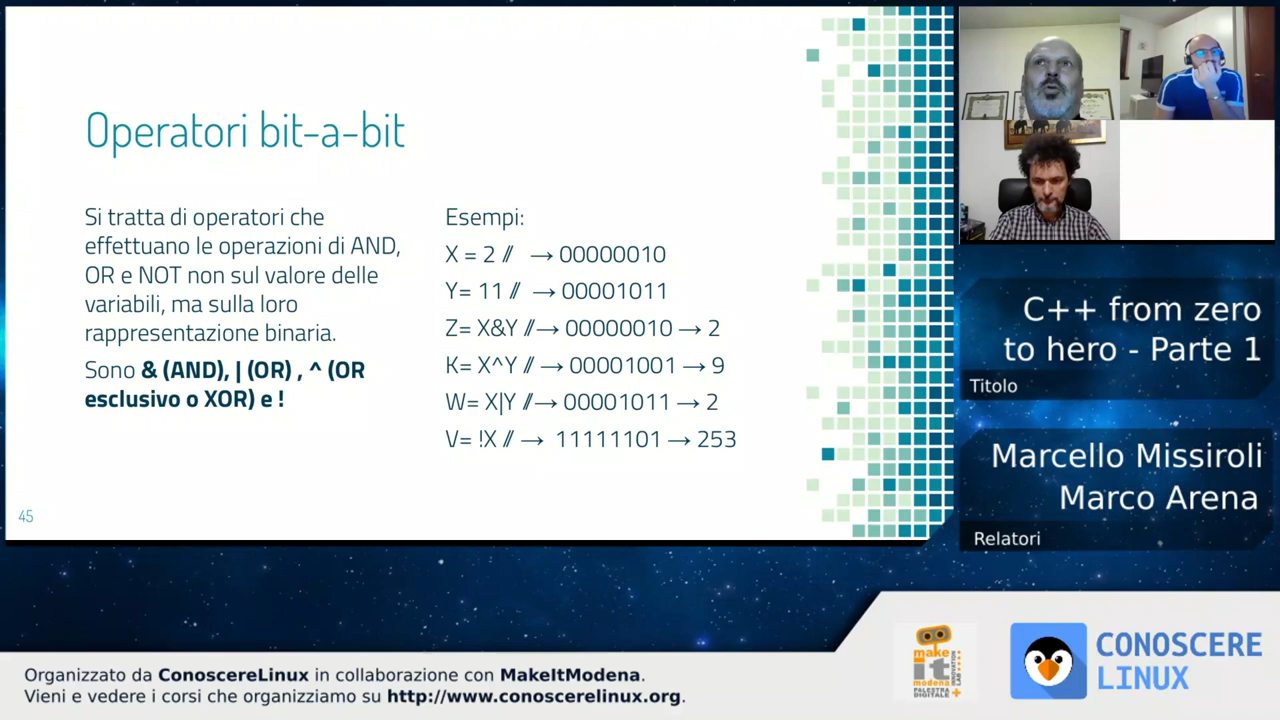 Operatori bit-a-bit
Si tratta di operatori che
effettuano le operazioni di AND,
OR e NOT non sul valore delle
variabili, ma sulla loro
rappresentazione binaria.
Sono & (AND), | (OR) , ^ (OR
esclusivo o XOR) e !
Esempi:
X = 2 // → 00000010
Y= 11 // → 00001011
Z= X&Y //→ 00000010 → 2
K= X^Y // → 00001001 → 9
W= X|Y //→ 00001011 → 2
V= !X // → 11111101 → 253
45
C++ from zero
to hero - Parte 1
Titolo
Marcello Missiroli
Marco Arena
Relatori
Organizzato da ConoscereLinux in collaborazione con MakeItModena.
Vieni e vedere i corsi che organizziamo su http://www.conoscerelinux.org.
make
it
modena
PALESTRA
DIGITALE
INNOVATION
LAB
CONOSCERE
LINUX